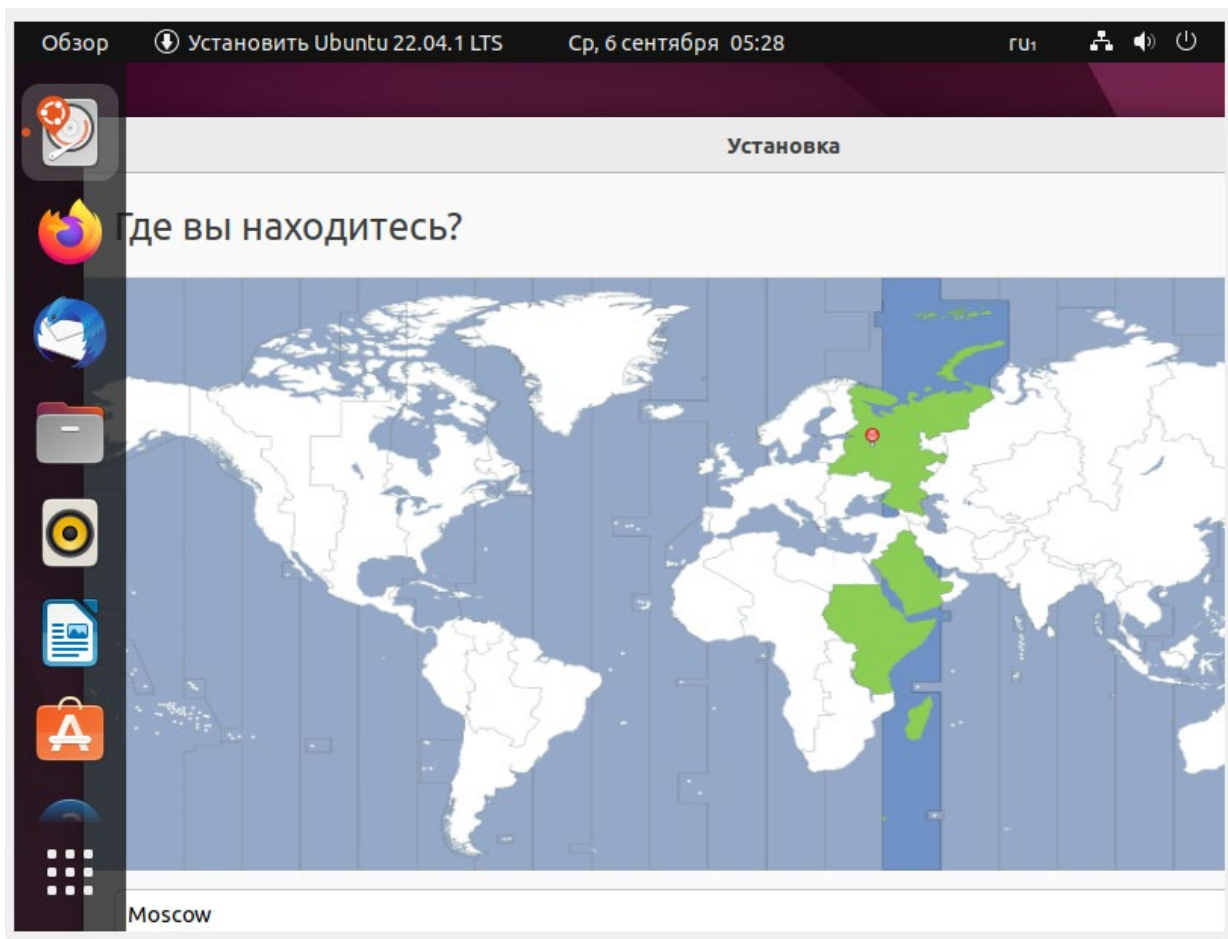 Обзор Установить Ubuntu 22.04.1 LTS Ср, 6 сентября 05:28 ru₁
Установка
Где вы находитесь?
Moscow